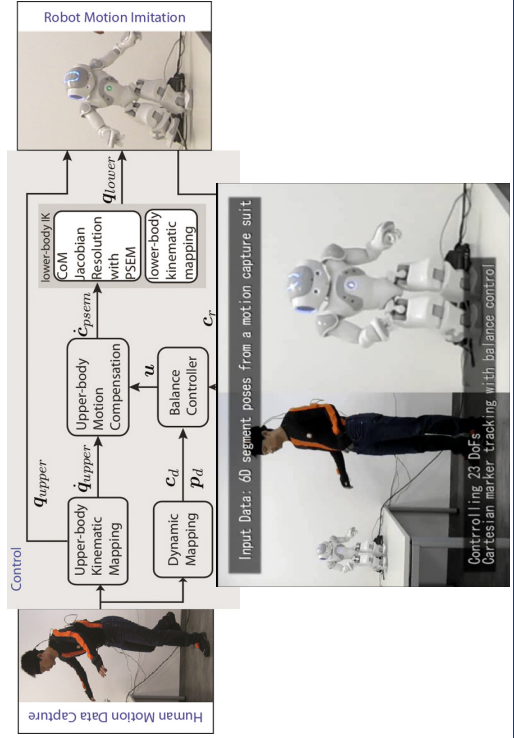 Human Motion Data Capture
Control
Upper-body
Kinematic
Mapping
Dynamic
Mapping
q_upper
q̇_upper
c_d
p_d
Upper-body
Motion
Compensation
u
Balance
Controller
ċ_psem
lower-body IK
CoM
Jacobian
Resolution
with
PSEM
lower-body
kinematic
mapping
q_lower
c_r
Robot Motion Imitation
Input Data: 6D segment poses from a motion capture suit
Contrrolling 23 DoFs
Cartesian marker tracking with balance control